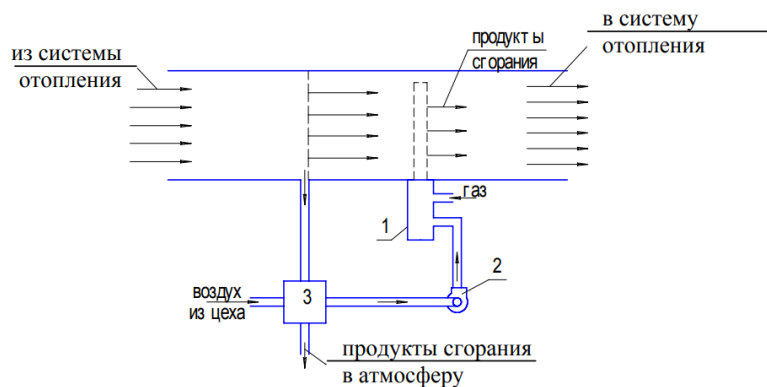 из системы
отопления
продукты
сгорания
в систему
отопления
газ
1
2
воздух
из цеха
3
продукты сгорания
в атмосферу